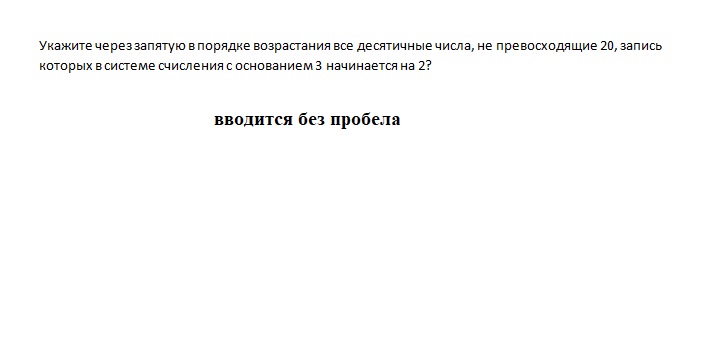 Укажите через запятую в порядке возрастания все десятичные числа, не превосходящие 20, запись
которых в системе счисления с основанием 3 начинается на 2?
вводится без пробела